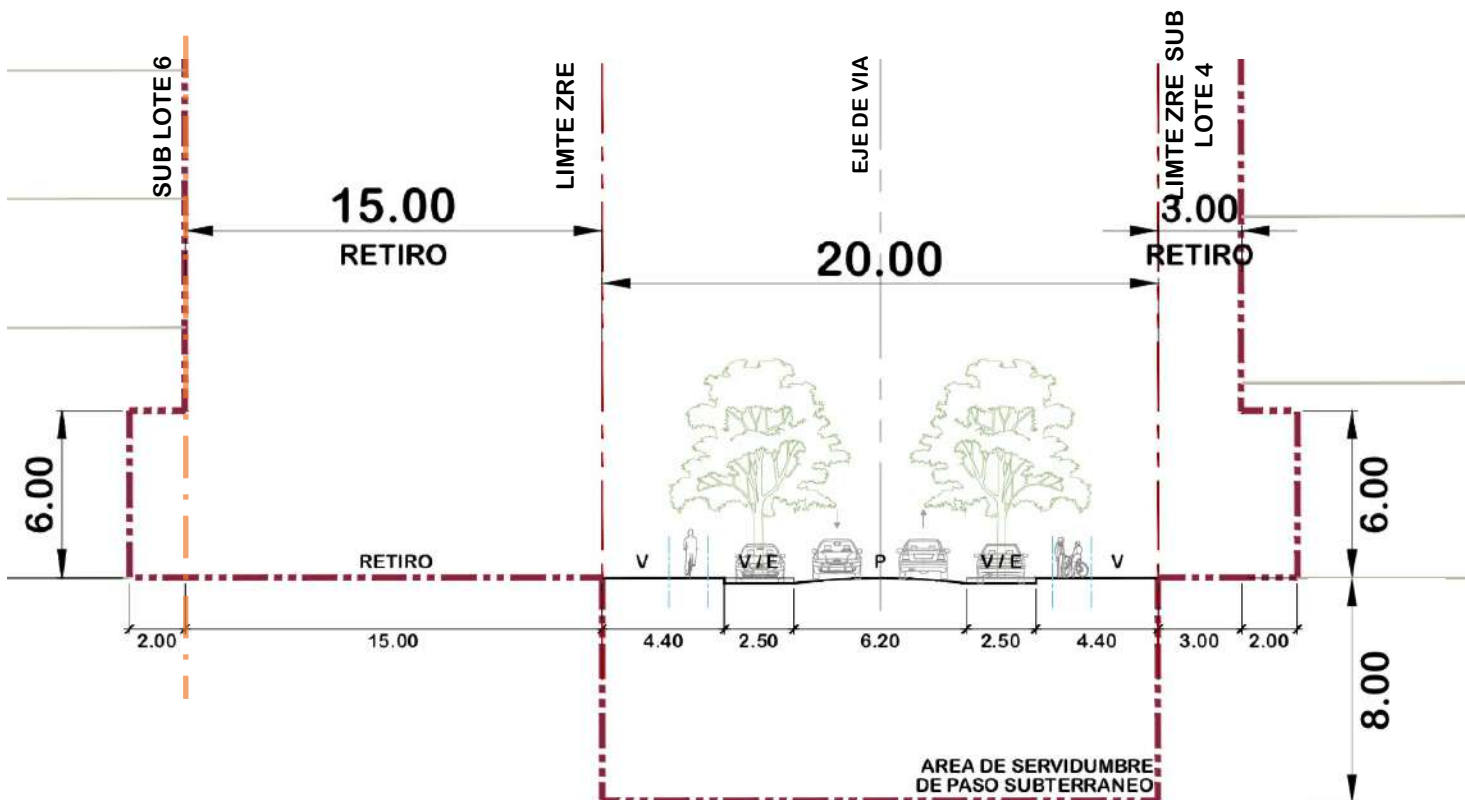 SUB LOTE 6
LIMTE ZRE
EJE DE VIA
LIMTE ZRE SUB
LOTE 4
15.00
RETIRO
20.00
3.00
RETIRO
6.00
6.00
RETIRO
V
V / E
P
V / E
V
2.00
15.00
4.40
2.50
6.20
2.50
4.40
3.00
2.00
8.00
AREA DE SERVIDUMBRE
DE PASO SUBTERRANEO